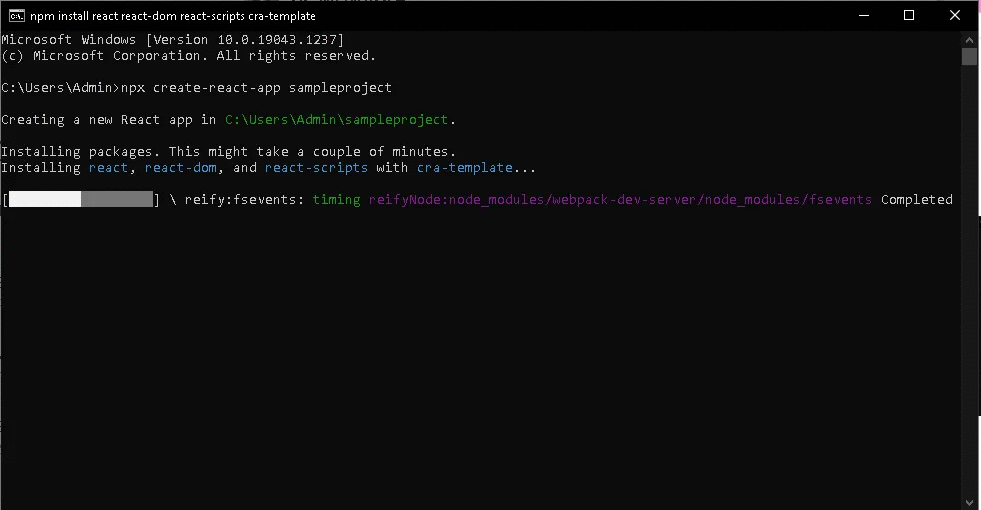 npm install react react-dom react-scripts cra-template
Microsoft Windows [Version 10.0.19043.1237]
(c) Microsoft Corporation. All rights reserved.
C:\Users\Admin>npx create-react-app sampleproject
Creating a new React app in C:\Users\Admin\sampleproject.
Installing packages. This might take a couple of minutes.
Installing react, react-dom, and react-scripts with cra-template...
[ ] \ reify:fsevents: timing reifyNode:node_modules/webpack-dev-server/node_modules/fsevents Completed